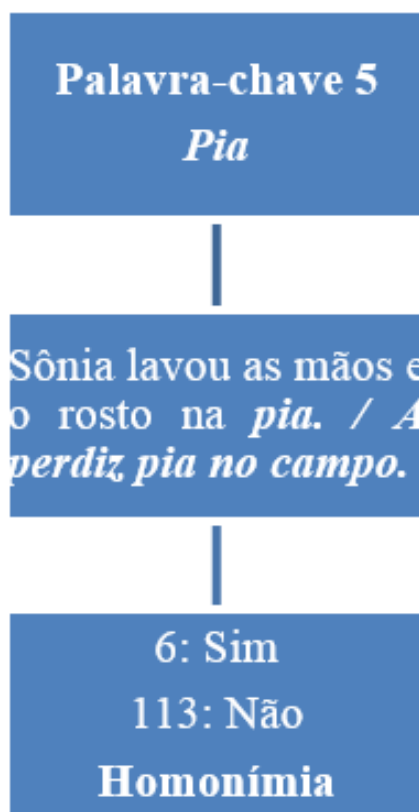 Palavra-chave 5
Pia
Sônia lavou as mãos e
o rosto na pia. / A
perdiz pia no campo.
6: Sim
113: Não
Homonímia